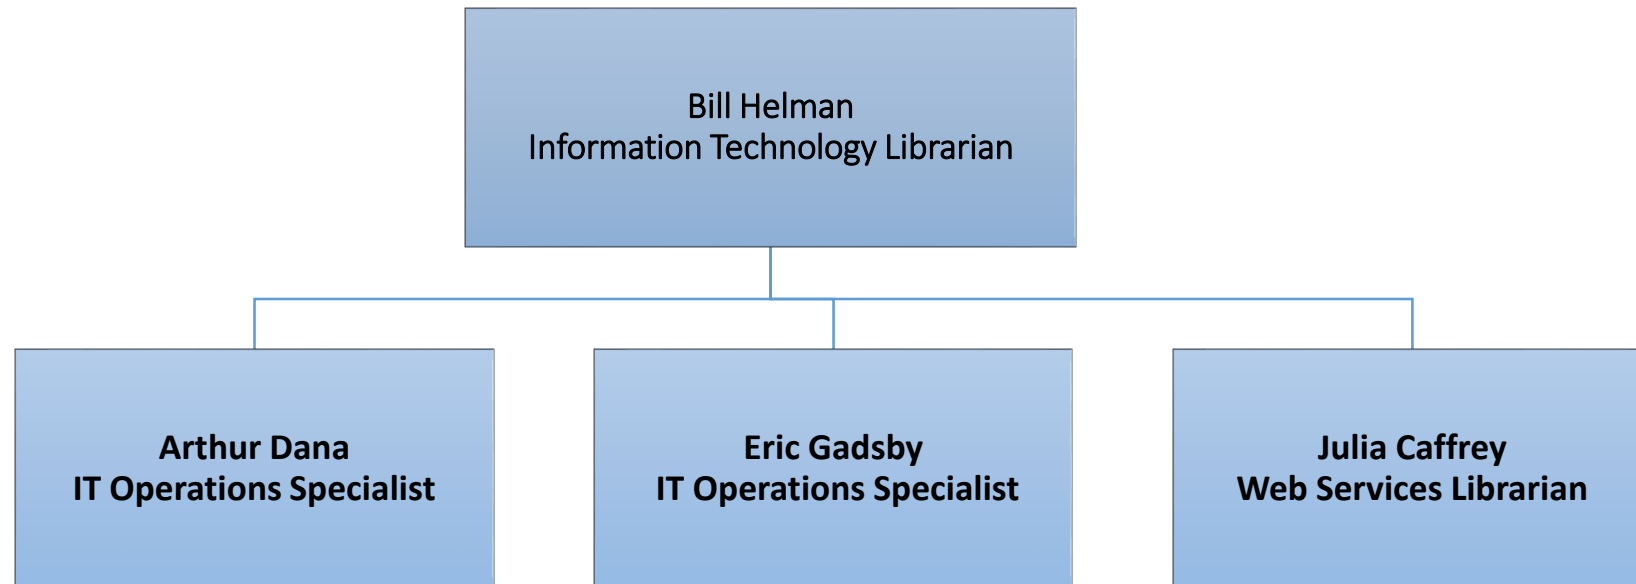 Bill Helman
Information Technology Librarian
Arthur Dana
IT Operations Specialist
Eric Gadsby
IT Operations Specialist
Julia Caffrey
Web Services Librarian